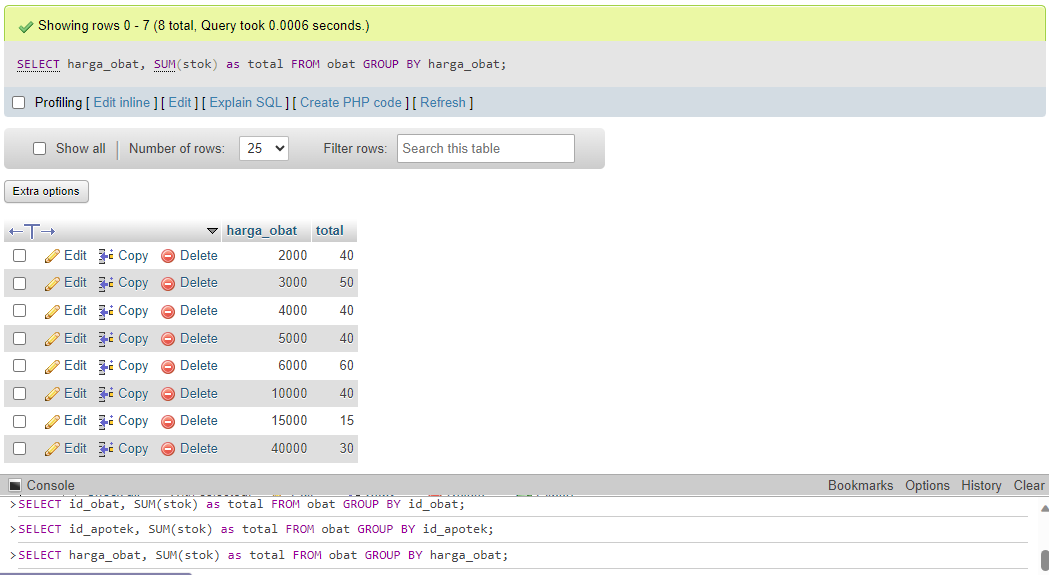 Showing rows 0 - 7 (8 total, Query took 0.0006 seconds.)
SELECT harga_obat, SUM(stok) as total FROM obat GROUP BY harga_obat;
Profiling [ Edit inline ] [ Edit ] [ Explain SQL ] [ Create PHP code ] [ Refresh ]
Show all Number of rows: 25 Filter rows: Search this table
Extra options
harga_obat total
Edit Copy Delete 2000 40
Edit Copy Delete 3000 50
Edit Copy Delete 4000 40
Edit Copy Delete 5000 40
Edit Copy Delete 6000 60
Edit Copy Delete 10000 40
Edit Copy Delete 15000 15
Edit Copy Delete 40000 30
Console Bookmarks Options History Clear
>SELECT id_obat, SUM(stok) as total FROM obat GROUP BY id_obat;
>SELECT id_apotek, SUM(stok) as total FROM obat GROUP BY id_apotek;
>SELECT harga_obat, SUM(stok) as total FROM obat GROUP BY harga_obat;